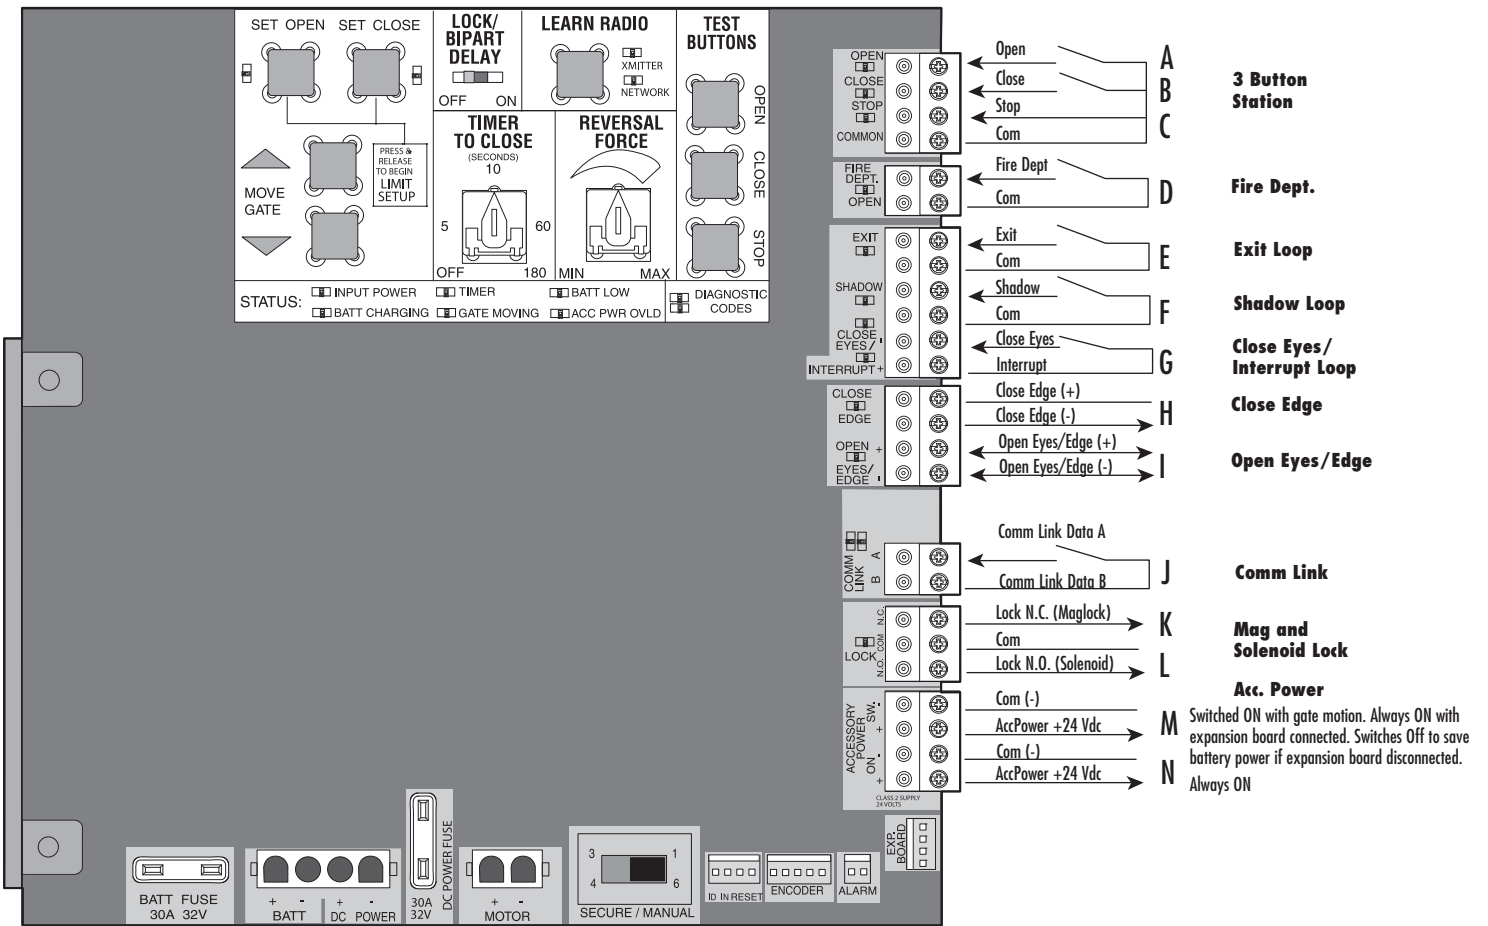 SET OPEN SET CLOSE
LOCK/
BIPART
DELAY
OFF ON
LEARN RADIO
XMITTER
NETWORK
TEST
BUTTONS
OPEN
CLOSE
STOP
MOVE
GATE
PRESS &
RELEASE
TO BEGIN
LIMIT
SETUP
TIMER
TO CLOSE
(SECONDS)
10
5 60
OFF 180
REVERSAL
FORCE
MIN MAX
STATUS:
INPUT POWER TIMER BATT LOW
BATT CHARGING GATE MOVING ACC PWR OVLD
DIAGNOSTIC
CODES
OPEN
CLOSE
STOP
COMMON
Open
Close
Stop
Com
A
B
C
3 Button
Station
FIRE
DEPT.
OPEN
Fire Dept
Com
D
Fire Dept.
EXIT
SHADOW
CLOSE
EYES / -
INTERRUPT +
Exit
Com
E
Exit Loop
Shadow
Com
F
Shadow Loop
Close Eyes
Interrupt
G
Close Eyes/
Interrupt Loop
CLOSE
EDGE
OPEN +
EYES/
EDGE -
Close Edge (+)
Close Edge (-)
H
Close Edge
Open Eyes/Edge (+)
Open Eyes/Edge (-)
I
Open Eyes/Edge
COMM
LINK
A
B
Comm Link Data A
Comm Link Data B
J
Comm Link
LOCK
N.C.
COM
N.O.
Lock N.C. (Maglock)
Com
Lock N.O. (Solenoid)
K
L
Mag and
Solenoid Lock
ACCESSORY
POWER
SW.
- +
ON
- +
CLASS 2 SUPPLY
24 VOLTS
Com (-)
AccPower +24 Vdc
Com (-)
AccPower +24 Vdc
M
N
Acc. Power
Switched ON with gate motion. Always ON with
expansion board connected. Switches Off to save
battery power if expansion board disconnected.
Always ON
EXP.
BOARD
BATT FUSE
30A 32V
+ -
BATT
+ -
DC POWER
DC POWER FUSE
30A
32V
+ -
MOTOR
3 1
4 6
SECURE / MANUAL
ID IN RESET
ENCODER
ALARM